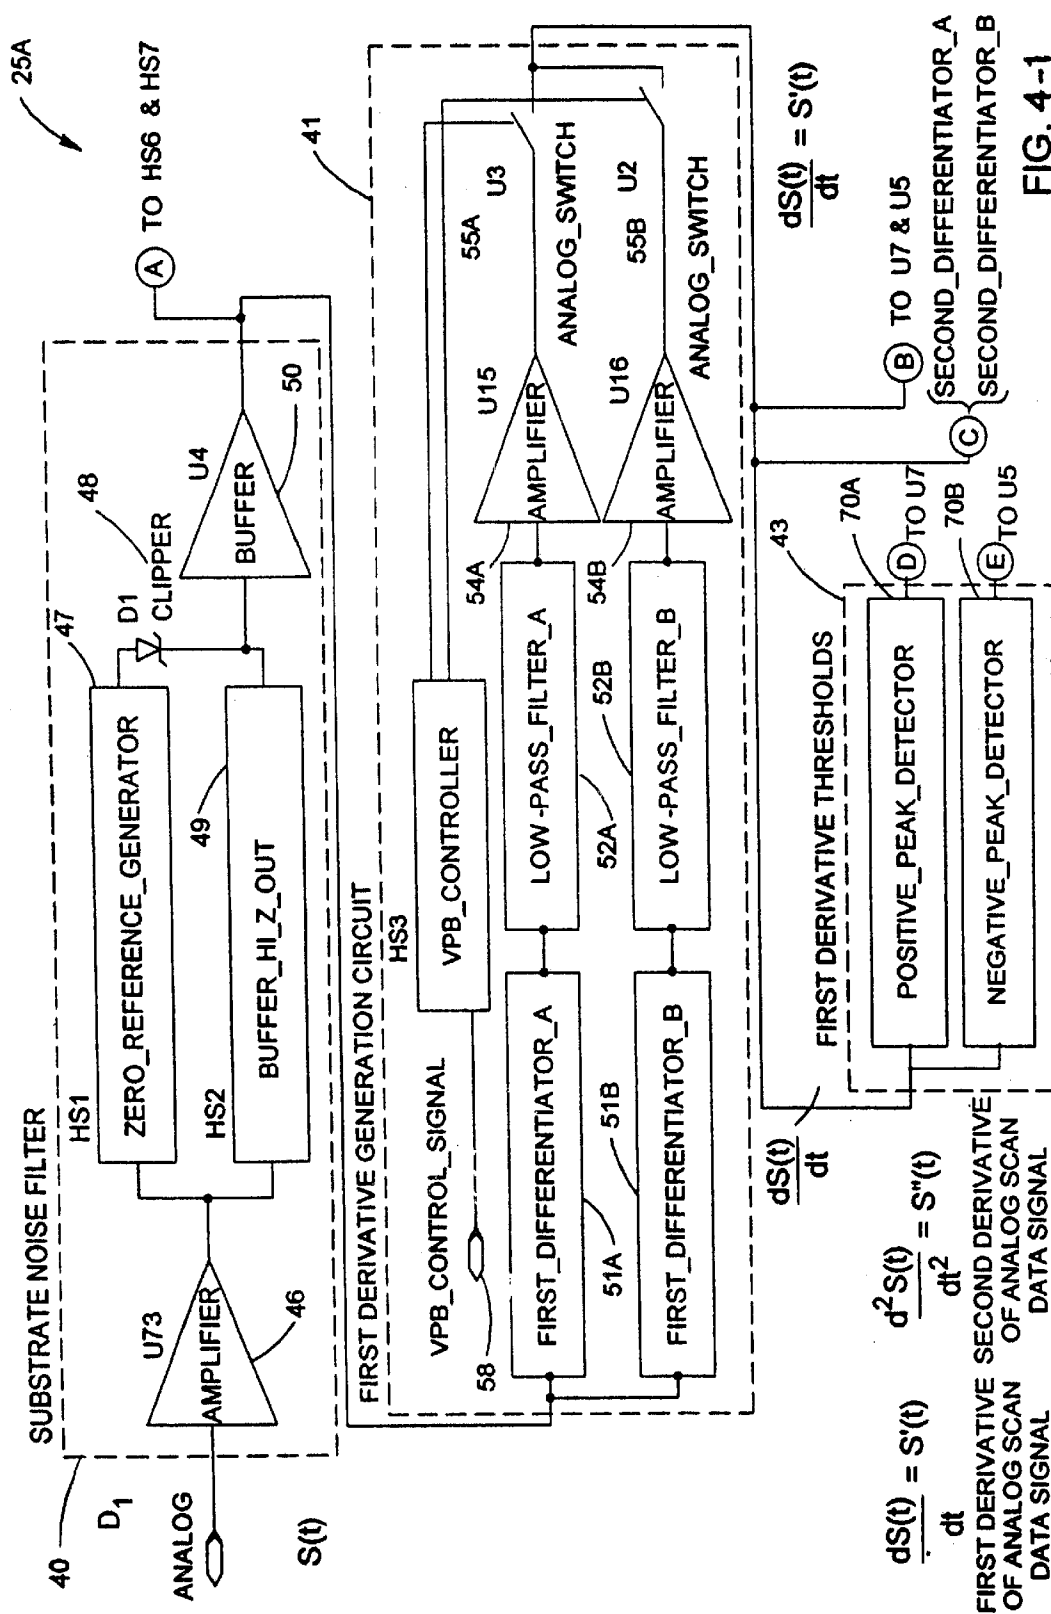 25A
SUBSTRATE NOISE FILTER
40
D1
ANALOG
S(t)
U73
AMPLIFIER
46
HS1
ZERO_REFERENCE_GENERATOR
47
HS2
BUFFER_HI_Z_OUT
49
D1
CLIPPER
48
U4
BUFFER
50
A TO HS6 & HS7
FIRST DERIVATIVE GENERATION CIRCUIT
41
VPB_CONTROL_SIGNAL
58
HS3
VPB_CONTROLLER
FIRST_DIFFERENTIATOR_A
51A
LOW-PASS_FILTER_A
52A
54A
U15
AMPLIFIER
55A
U3
ANALOG_SWITCH
FIRST_DIFFERENTIATOR_B
51B
LOW-PASS_FILTER_B
52B
54B
U16
AMPLIFIER
55B
U2
ANALOG_SWITCH
dS(t)/dt = S'(t)
B TO U7 & U5
C
SECOND_DIFFERENTIATOR_A
SECOND_DIFFERENTIATOR_B
dS(t)/dt
FIRST DERIVATIVE THRESHOLDS
43
POSITIVE_PEAK_DETECTOR
70A
D TO U7
NEGATIVE_PEAK_DETECTOR
70B
E TO U5
dS(t)/dt = S'(t)
FIRST DERIVATIVE
OF ANALOG SCAN
DATA SIGNAL
d²S(t)/dt² = S"(t)
SECOND DERIVATIVE
OF ANALOG SCAN
DATA SIGNAL
FIG. 4-1